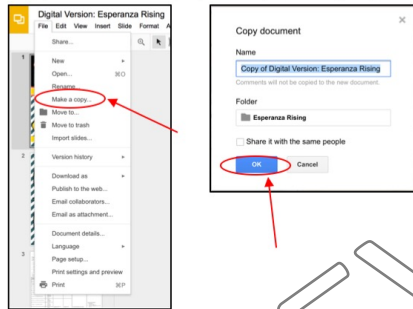 Digital Version: Esperanza Rising
File Edit View Insert Slide Format A
Share...
New
Open... ⌘O
Rename...
Make a copy...
Move to...
Move to trash
Import slides...
Version history
Download as
Publish to the web...
Email collaborators...
Email as attachment...
Document details...
Language
Page setup...
Print settings and preview
Print ⌘P
1
2
3
Copy document
Name
Copy of Digital Version: Esperanza Rising
Comments will not be copied to the new document.
Folder
Esperanza Rising
Share it with the same people
OK Cancel